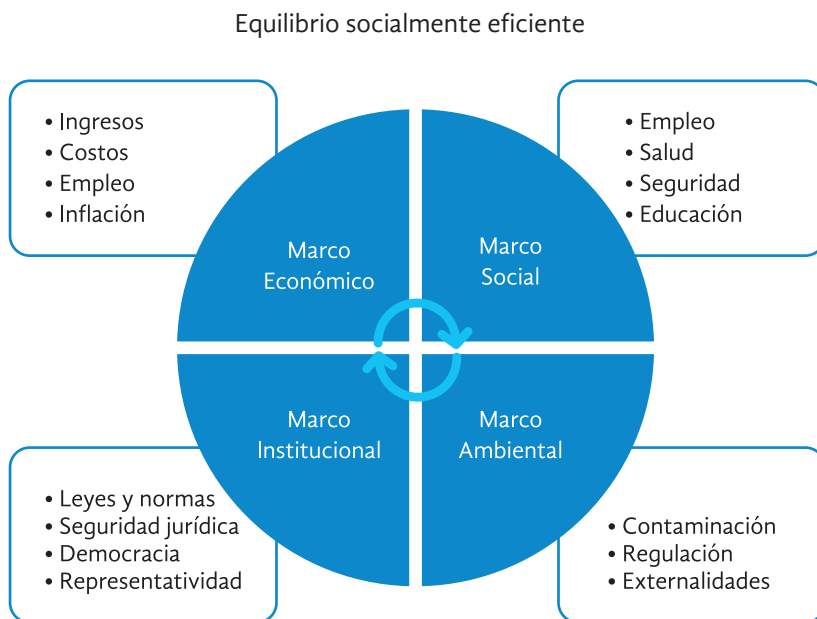 Equilibrio socialmente eficiente
• Ingresos
• Costos
• Empleo
• Inflación
• Empleo
• Salud
• Seguridad
• Educación
Marco
Económico
Marco
Social
Marco
Institucional
Marco
Ambiental
• Leyes y normas
• Seguridad jurídica
• Democracia
• Representatividad
• Contaminación
• Regulación
• Externalidades